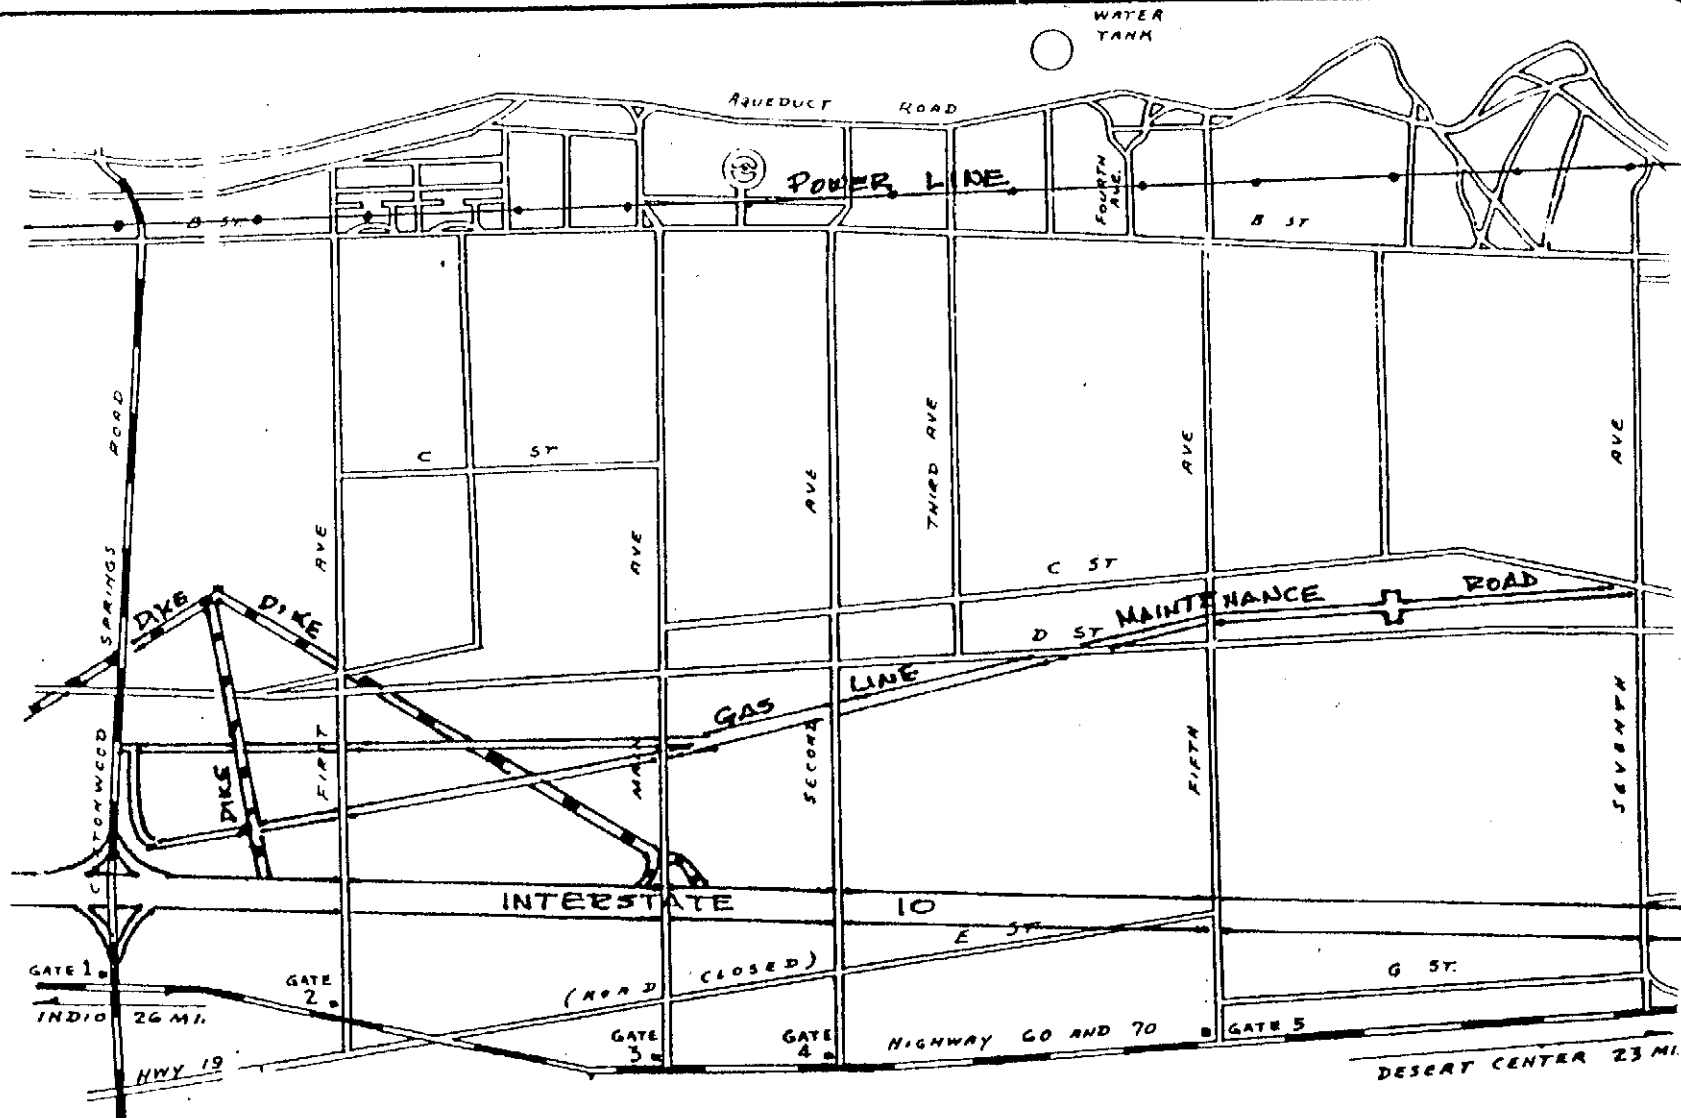 WATER
TANK
AQUEDUCT ROAD
POWER LINE
FOURTH
AVE.
B ST.
B ST
COTTONWOOD SPRINGS ROAD
C ST
FIRST AVE
MAIN AVE
SECOND AVE
THIRD AVE
FIFTH AVE
SEVENTH AVE
C ST
DIKE
DIKE
DIKE
MAINTENANCE ROAD
D ST
GAS LINE
INTERSTATE 10
E ST
(ROAD CLOSED)
G ST.
GATE 1
INDIO 26 MI.
GATE
2
GATE
3
GATE
4
HIGHWAY 60 AND 70
GATE 5
HWY 19
DESERT CENTER 23 MI.